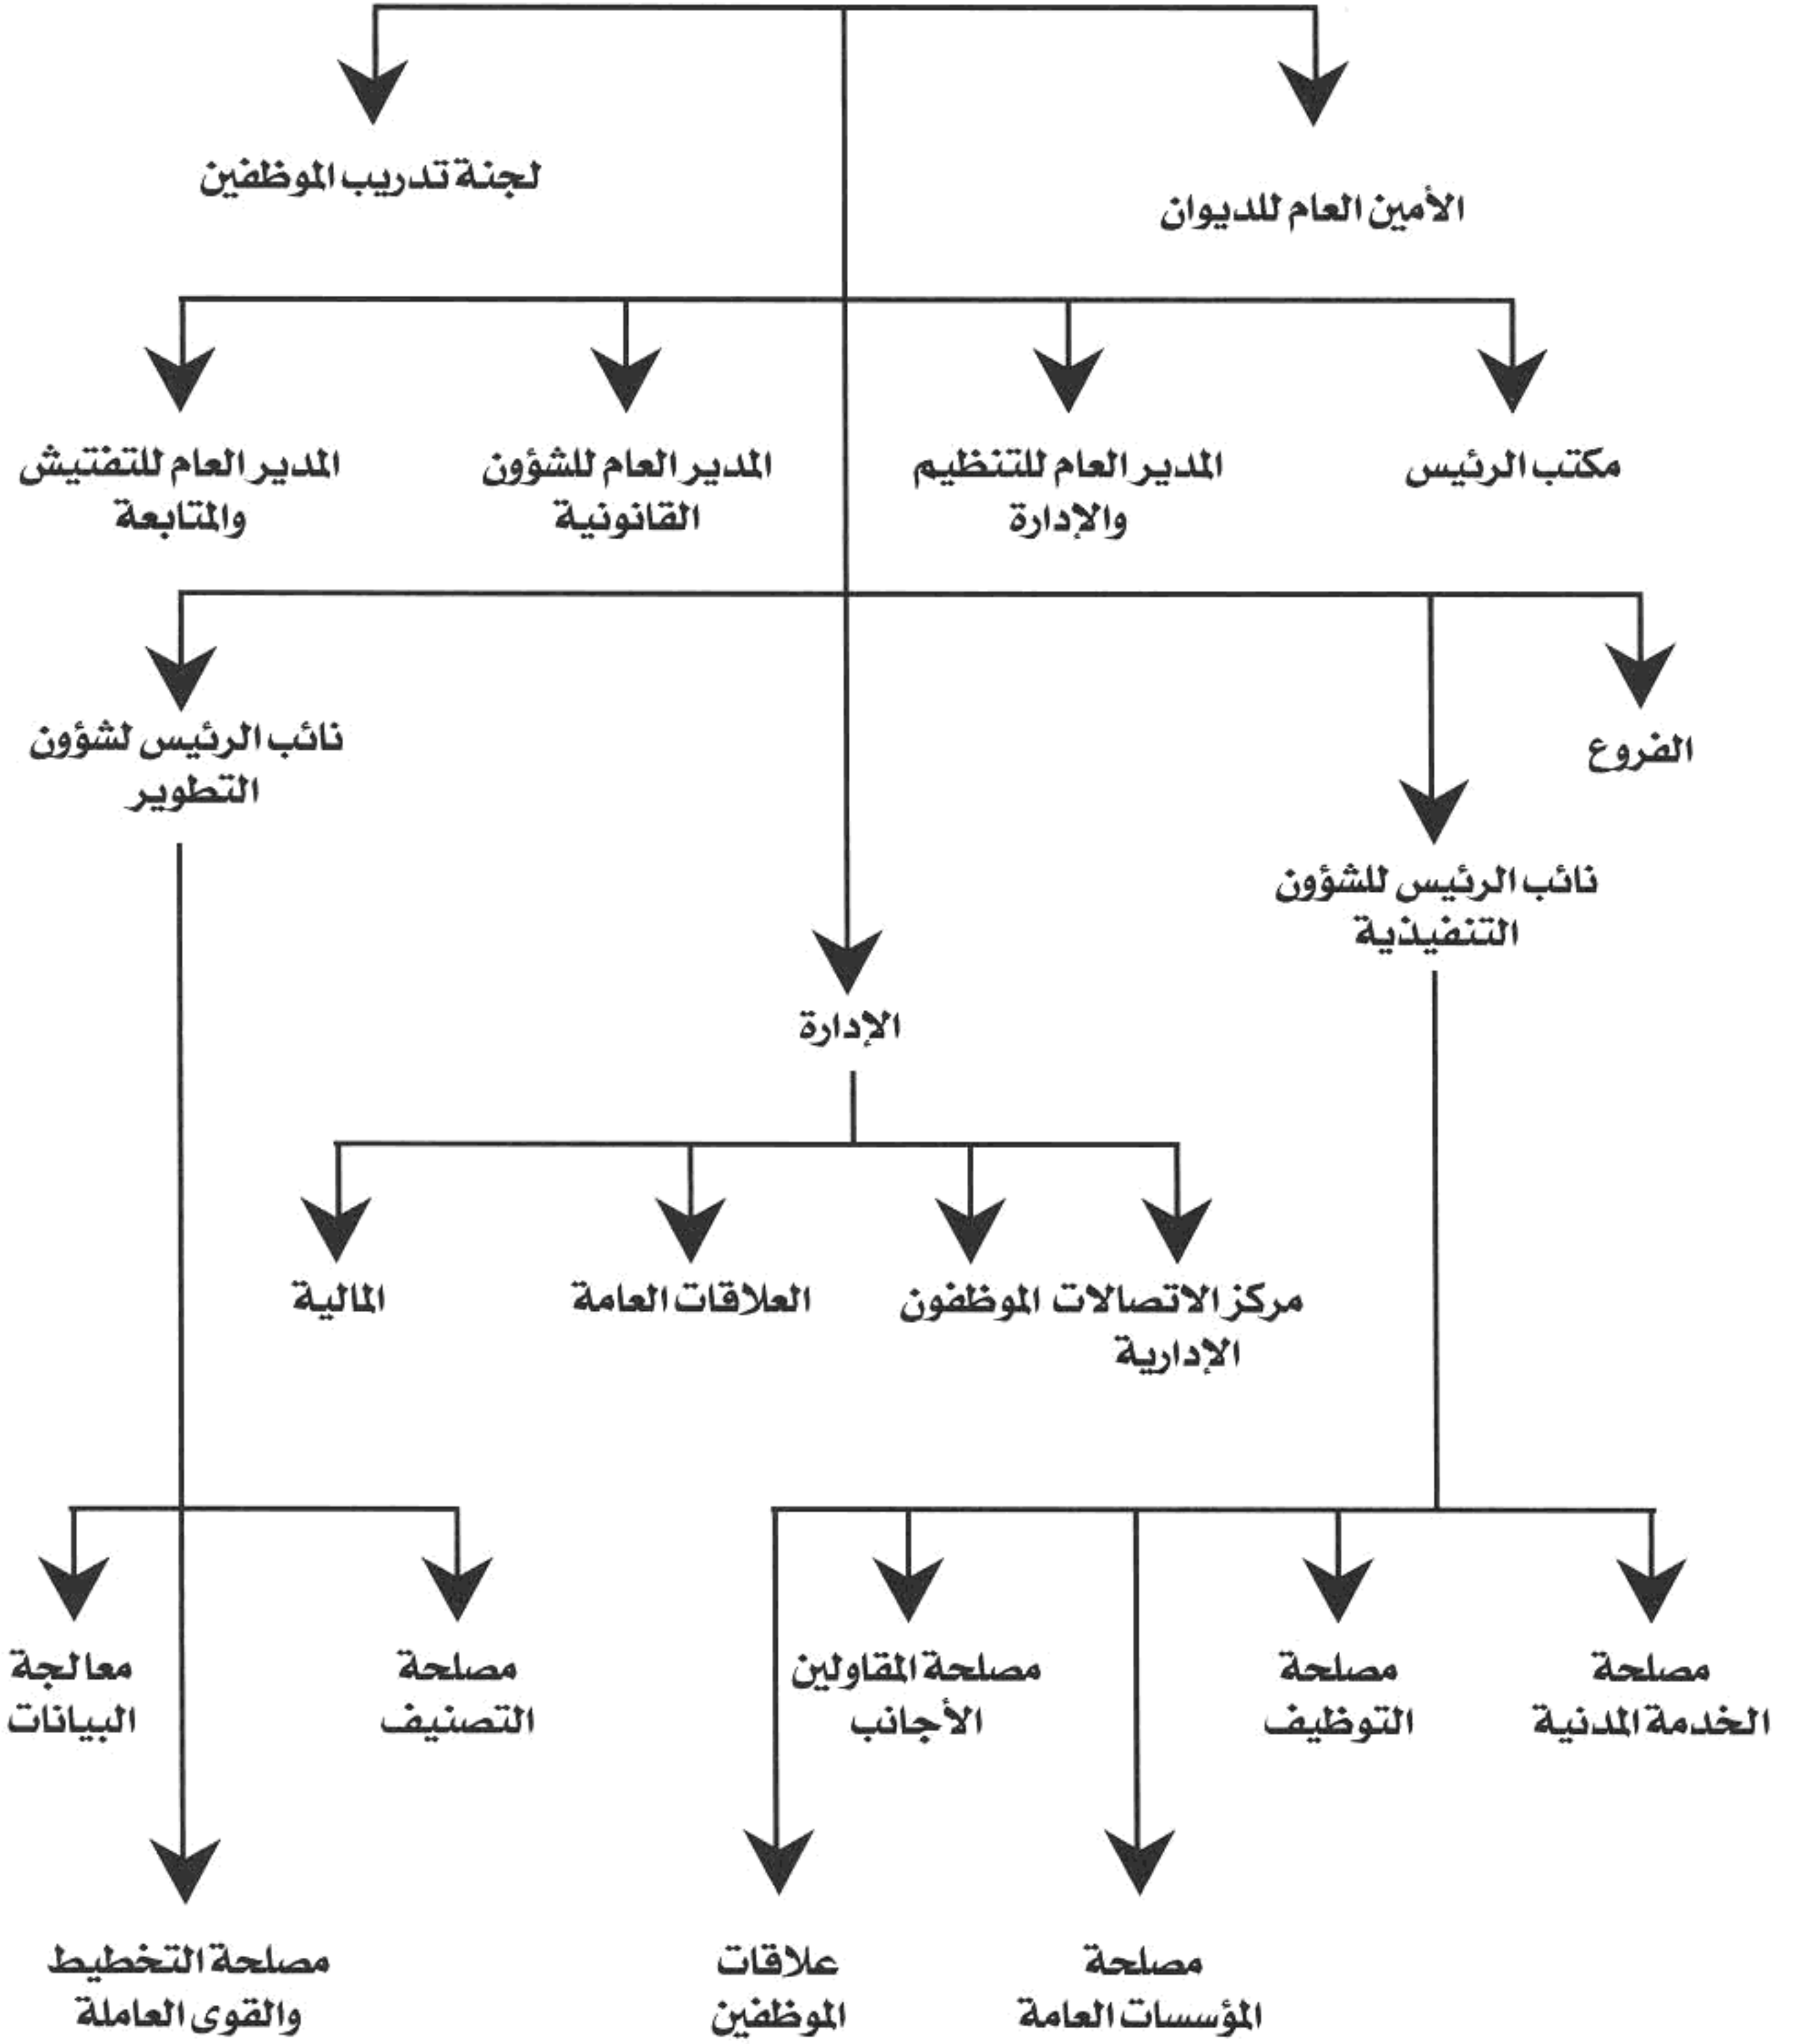 لجنة تدريب الموظفين
الأمين العام للديوان
مكتب الرئيس
المدير العام للتنظيم
والإدارة
المدير العام للشؤون
القانونية
المدير العام للتفتيش
والمتابعة
الفروع
نائب الرئيس للشؤون
التنفيذية
نائب الرئيس لشؤون
التطوير
الإدارة
مركز الاتصالات
الإدارية
الموظفون
العلاقات العامة
المالية
مصلحة
الخدمة المدنية
مصلحة
التوظيف
مصلحة المقاولين
الأجانب
مصلحة
التصنيف
معالجة
البيانات
مصلحة
المؤسسات العامة
علاقات
الموظفين
مصلحة التخطيط
والقوى العاملة